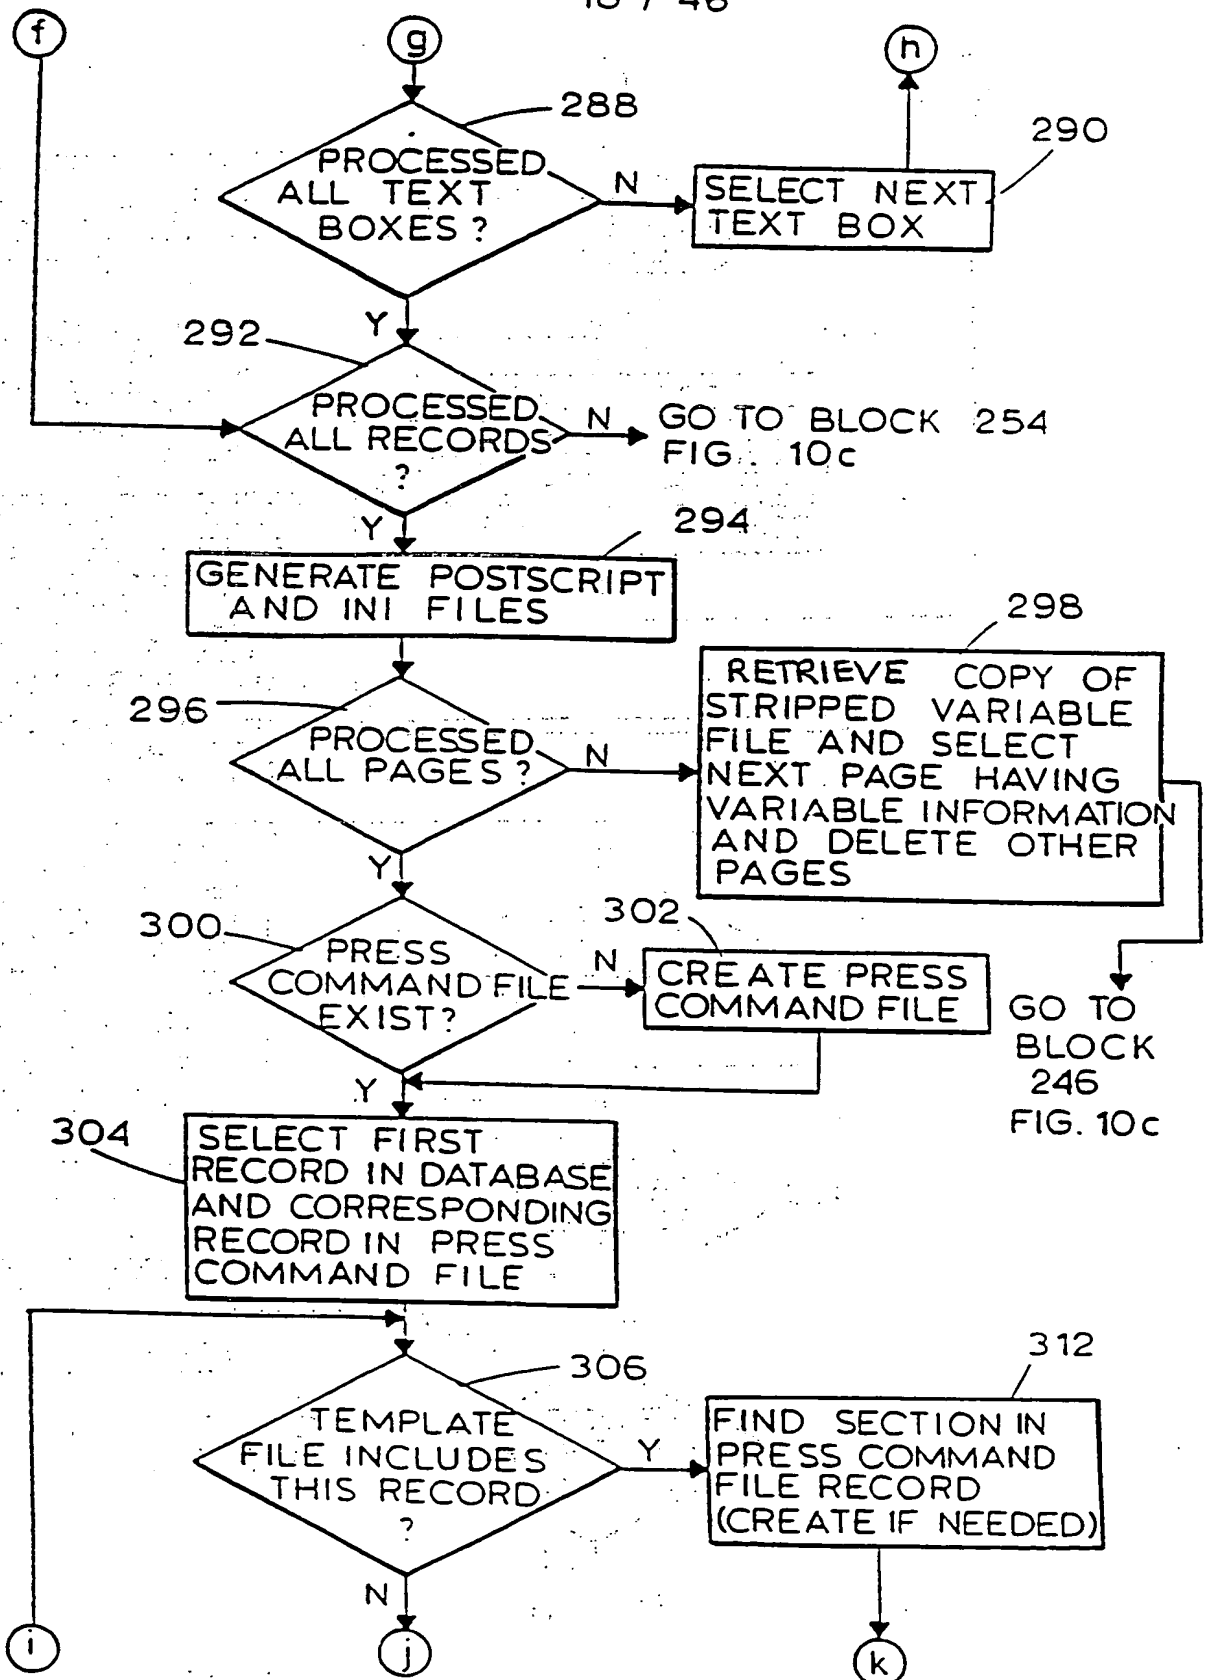 f
g
h
288
PROCESSED
ALL TEXT
BOXES ?
N
290
SELECT NEXT
TEXT BOX
Y
292
PROCESSED
ALL RECORDS
?
N
GO TO BLOCK 254
FIG. 10c
Y
294
GENERATE POSTSCRIPT
AND INI FILES
296
PROCESSED
ALL PAGES ?
N
298
RETRIEVE COPY OF
STRIPPED VARIABLE
FILE AND SELECT
NEXT PAGE HAVING
VARIABLE INFORMATION
AND DELETE OTHER
PAGES
Y
300
PRESS
COMMAND FILE
EXIST?
N
302
CREATE PRESS
COMMAND FILE
GO TO
BLOCK
246
FIG. 10c
Y
304
SELECT FIRST
RECORD IN DATABASE
AND CORRESPONDING
RECORD IN PRESS
COMMAND FILE
306
TEMPLATE
FILE INCLUDES
THIS RECORD
?
Y
312
FIND SECTION IN
PRESS COMMAND
FILE RECORD
(CREATE IF NEEDED)
N
i
j
k